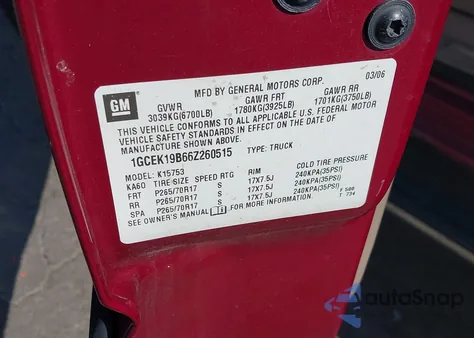 GM
MFD BY GENERAL MOTORS CORP. 03/06
GVWR GAWR FRT GAWR RR
3039KG(6700LB) 1780KG(3925LB) 1701KG(3750LB)
THIS VEHICLE CONFORMS TO ALL APPLICABLE U.S. FEDERAL MOTOR
VEHICLE SAFETY STANDARDS IN EFFECT ON THE DATE OF
MANUFACTURE SHOWN ABOVE.
1GCEK19B66Z260515 TYPE: TRUCK
MODEL: K15753
KA60 TIRE SIZE SPEED RTG RIM COLD TIRE PRESSURE
FRT P265/70R17 S 17X7.5J 240KPA(35PSI)
RR P265/70R17 S 17X7.5J 240KPA(35PSI)
SPA P265/70R17 S 17X7.5J 240KPA(35PSI)
SEE OWNER'S MANUAL FOR MORE INFORMATION.
AutoSnap